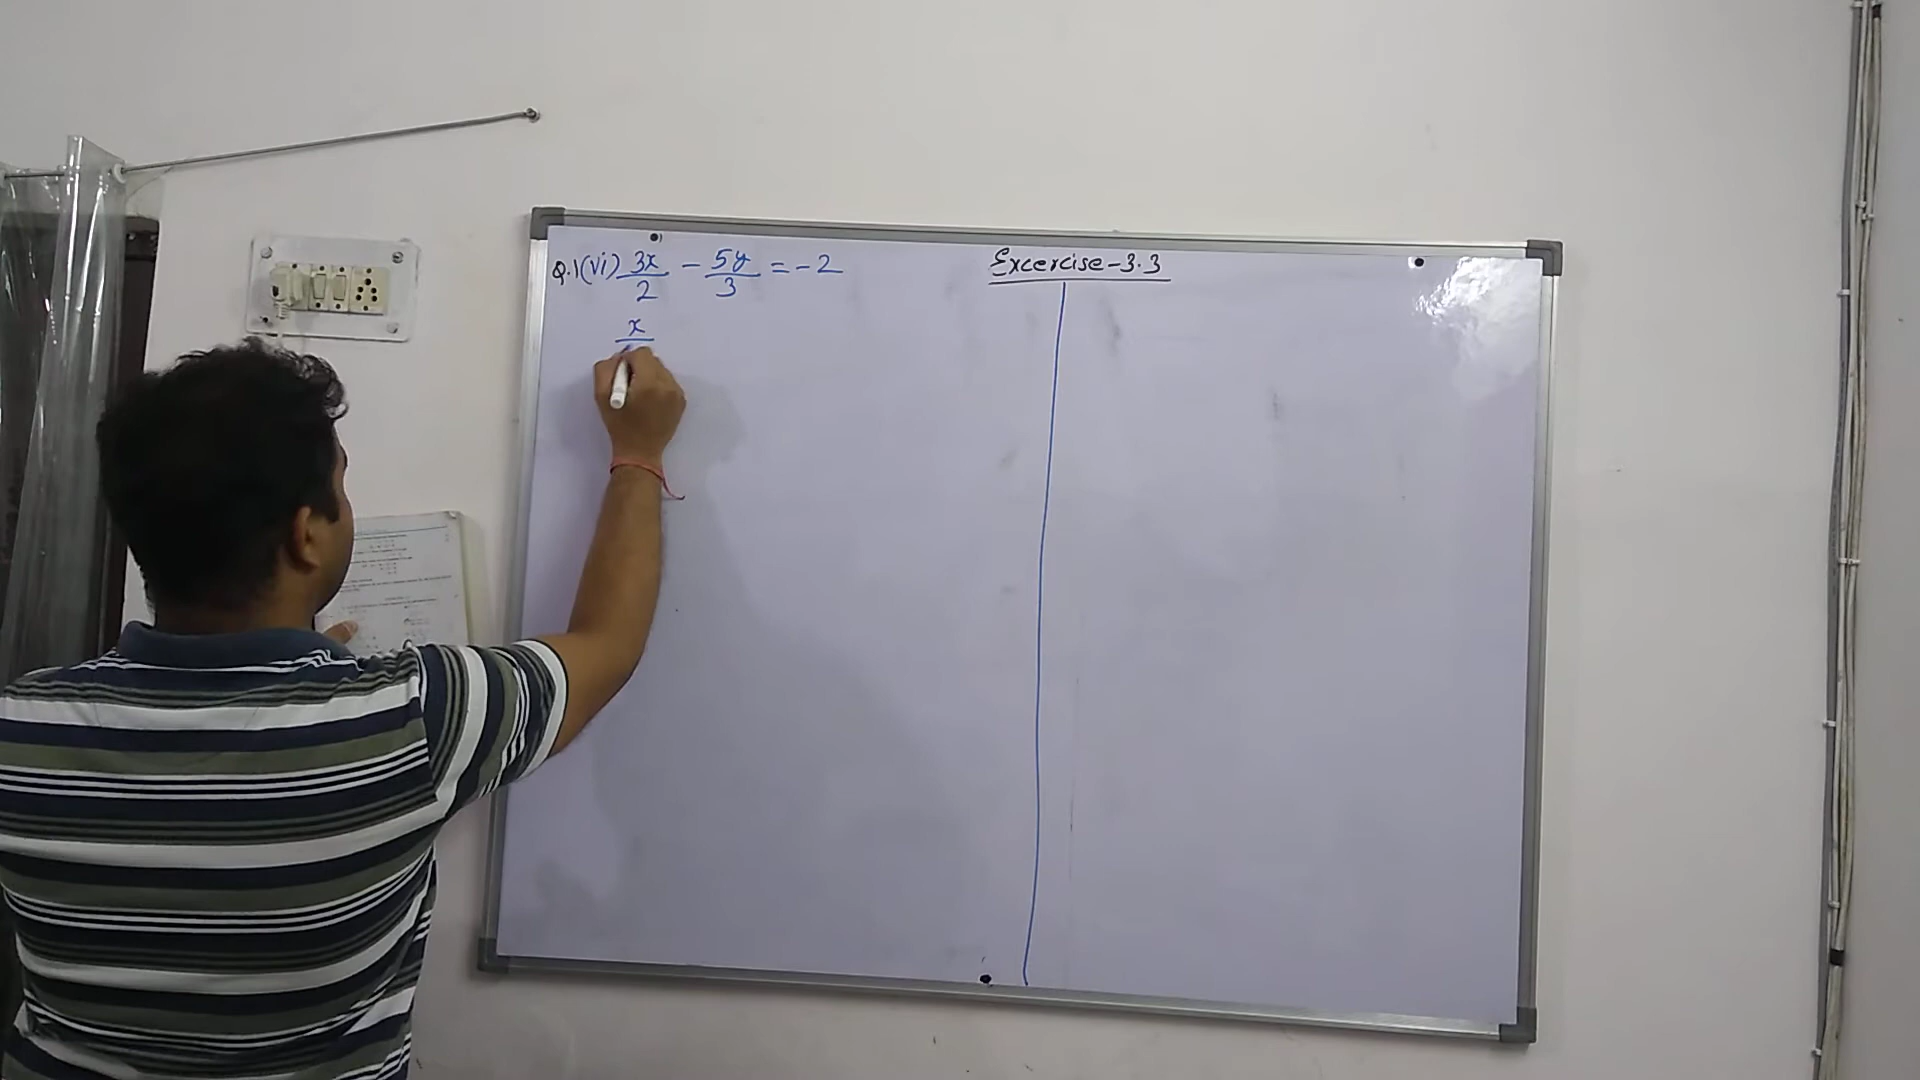 Q.1(vi) 3x/2 - 5y/3 = -2
Excercise-3.3
x